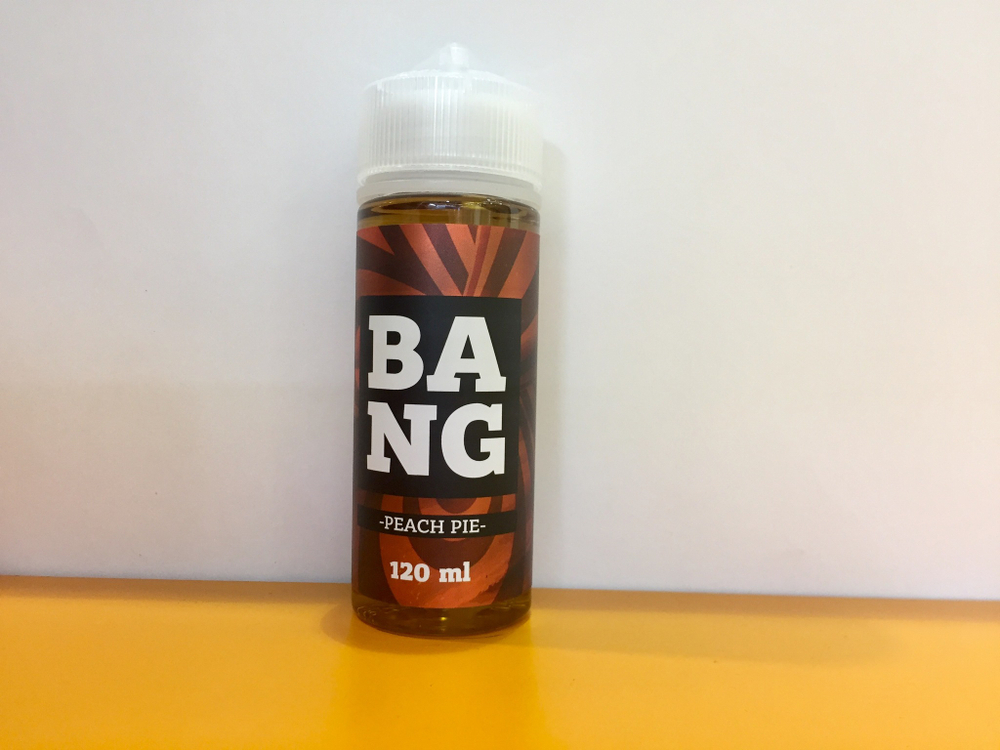 BA
NG
-PEACH PIE-
120 ml